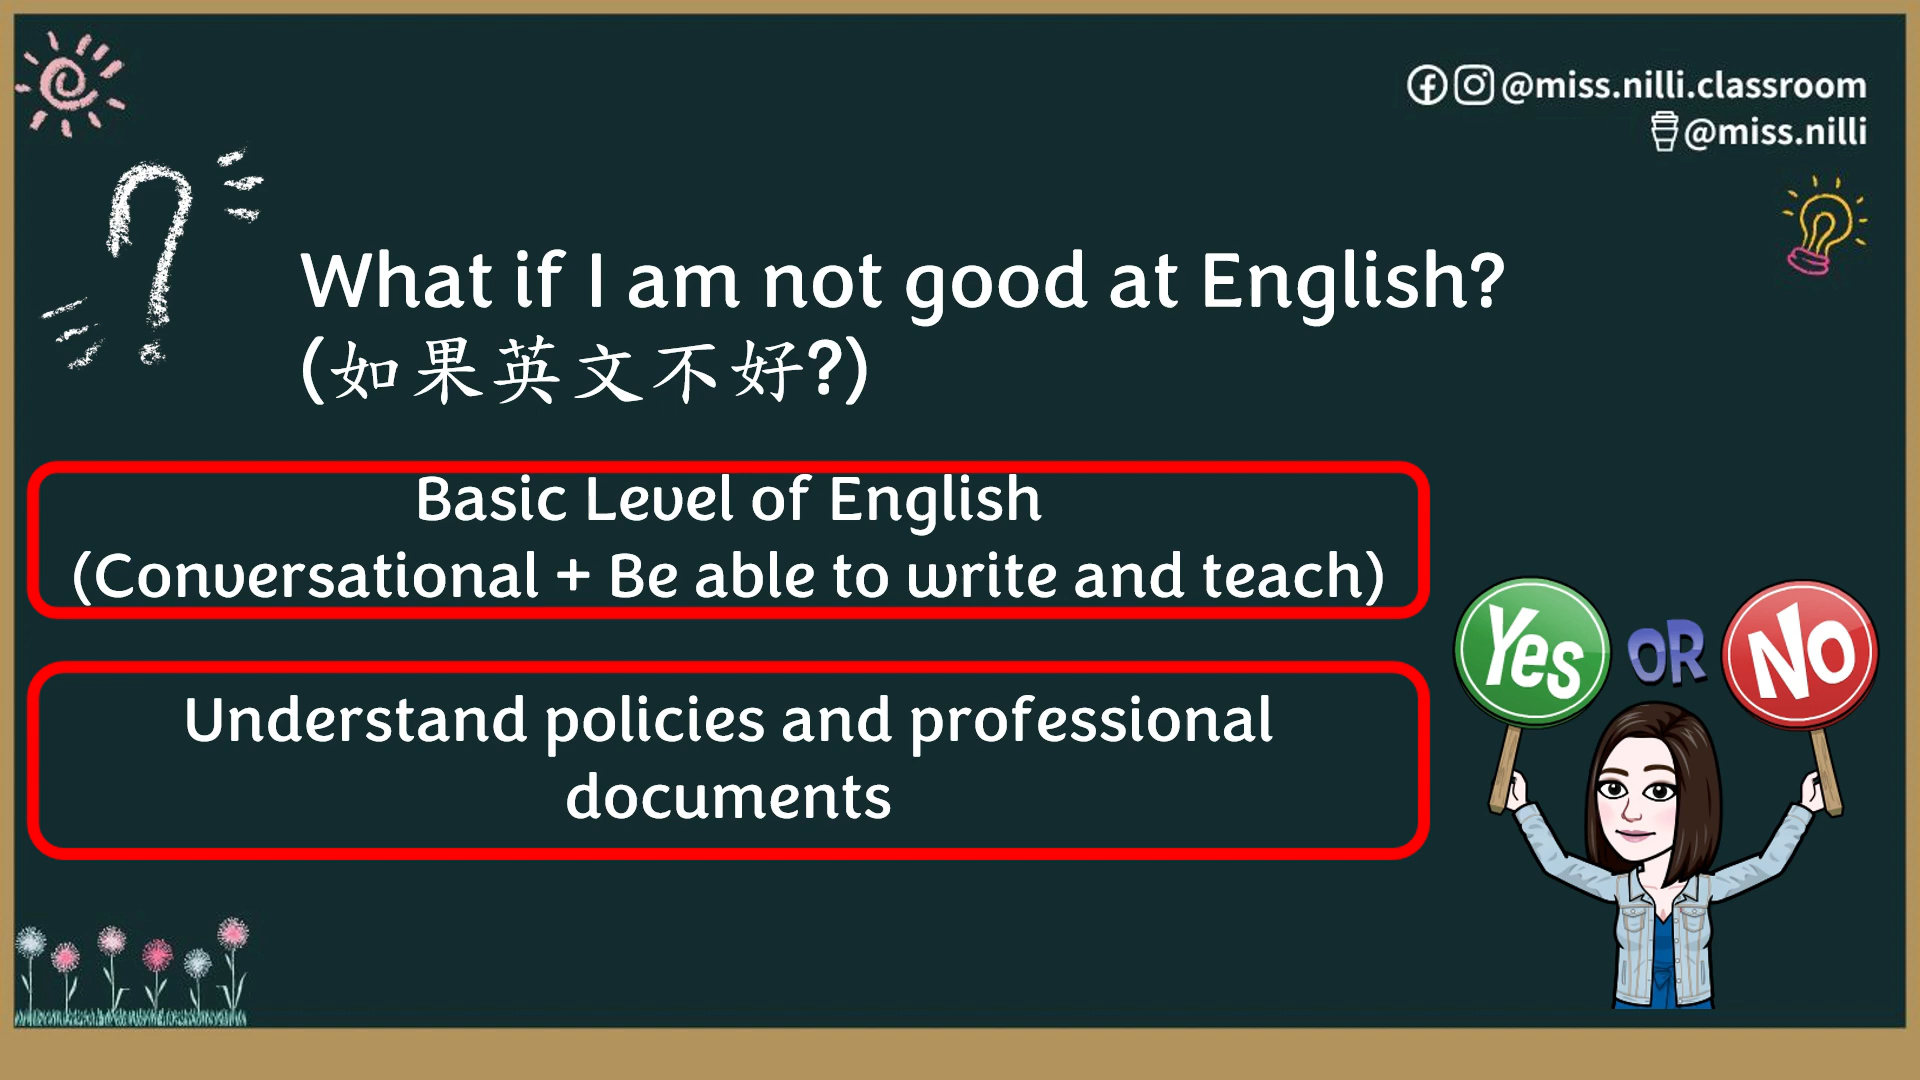 @miss.nilli.classroom
@miss.nilli
What if I am not good at English?
(如果英文不好?)
Basic Level of English
(Conversational + Be able to write and teach)
Understand policies and professional
documents
Yes OR No